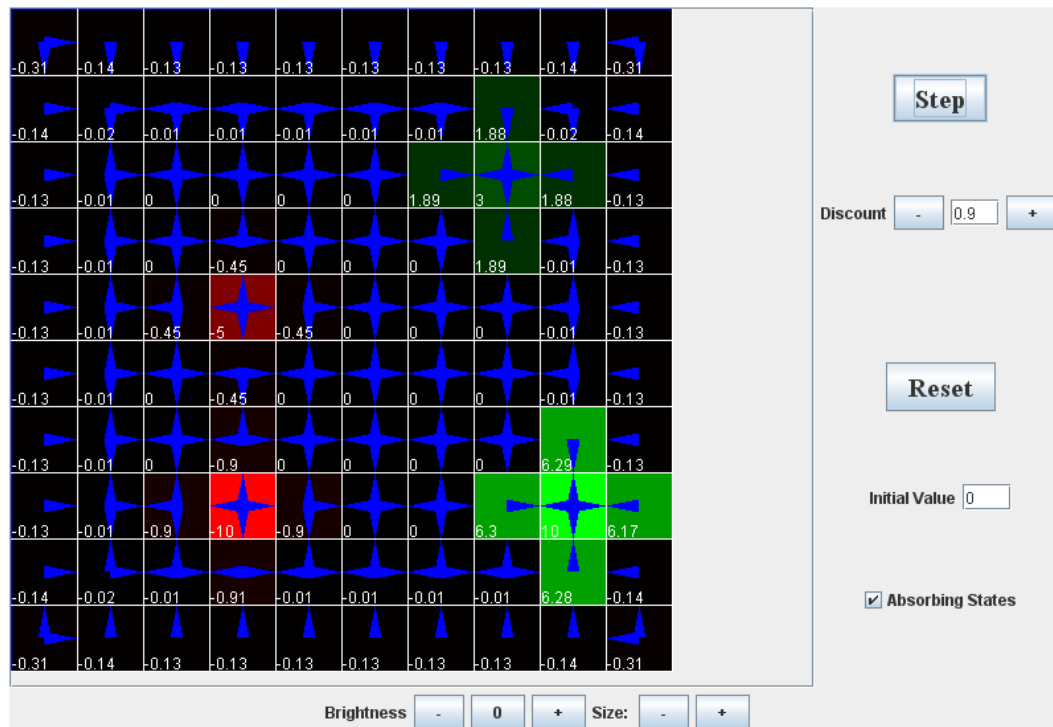 -0.31 -0.14 -0.13 -0.13 -0.13 -0.13 -0.13 -0.13 -0.14 -0.31
-0.14 -0.02 -0.01 -0.01 -0.01 -0.01 -0.01 1.88 -0.02 -0.14
Step
-0.13 -0.01 0 0 0 0 1.89 3 1.88 -0.13
Discount - 0.9 +
-0.13 -0.01 0 -0.45 0 0 0 1.89 -0.01 -0.13
-0.13 -0.01 -0.45 -5 -0.45 0 0 0 -0.01 -0.13
-0.13 -0.01 0 -0.45 0 0 0 0 -0.01 -0.13
Reset
-0.13 -0.01 0 -0.9 0 0 0 0 6.29 -0.13
Initial Value 0
-0.13 -0.01 -0.9 -10 -0.9 0 0 6.3 10 6.17
-0.14 -0.02 -0.01 -0.91 -0.01 -0.01 -0.01 -0.01 6.28 -0.14
Absorbing States
-0.31 -0.14 -0.13 -0.13 -0.13 -0.13 -0.13 -0.13 -0.14 -0.31
Brightness - 0 + Size: - +